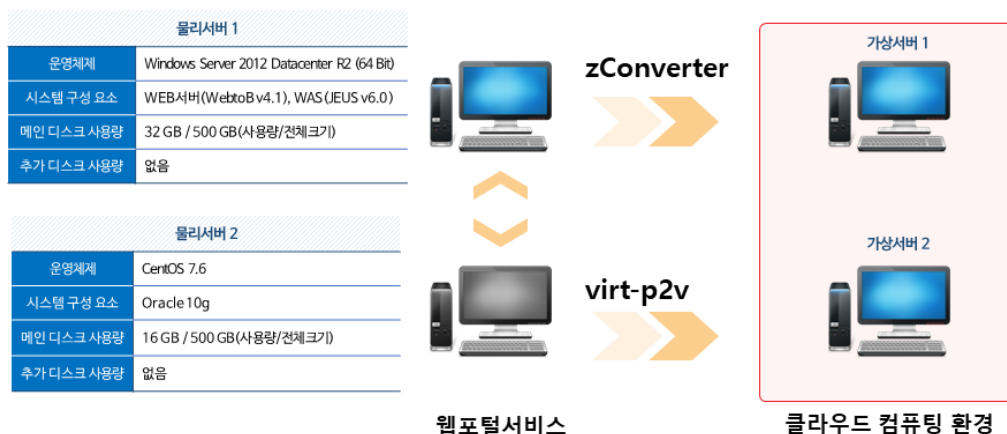 물리서버 1
운영체제 Windows Server 2012 Datacenter R2 (64 Bit)
시스템 구성 요소 WEB서버(WebtoB v4.1), WAS(JEUS v6.0)
메인 디스크 사용량 32 GB / 500 GB(사용량/전체크기)
추가 디스크 사용량 없음
zConverter
가상서버 1
물리서버 2
운영체제 CentOS 7.6
시스템 구성 요소 Oracle 10g
메인 디스크 사용량 16 GB / 500 GB(사용량/전체크기)
추가 디스크 사용량 없음
virt-p2v
가상서버 2
웹포털서비스
클라우드 컴퓨팅 환경